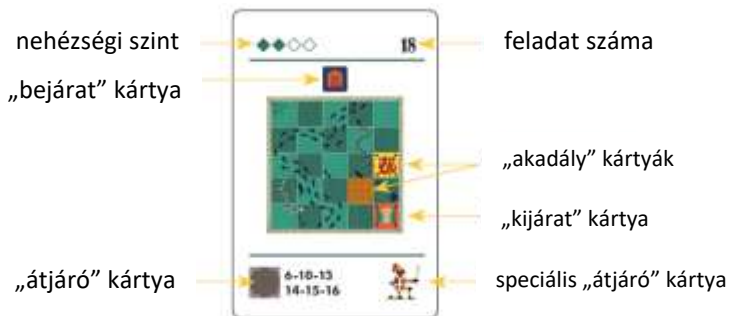 nehézségi szint
18
feladat száma
„bejárat” kártya
„akadály” kártyák
„kijárat” kártya
„átjáró” kártya
6-10-13
14-15-16
speciális „átjáró” kártya